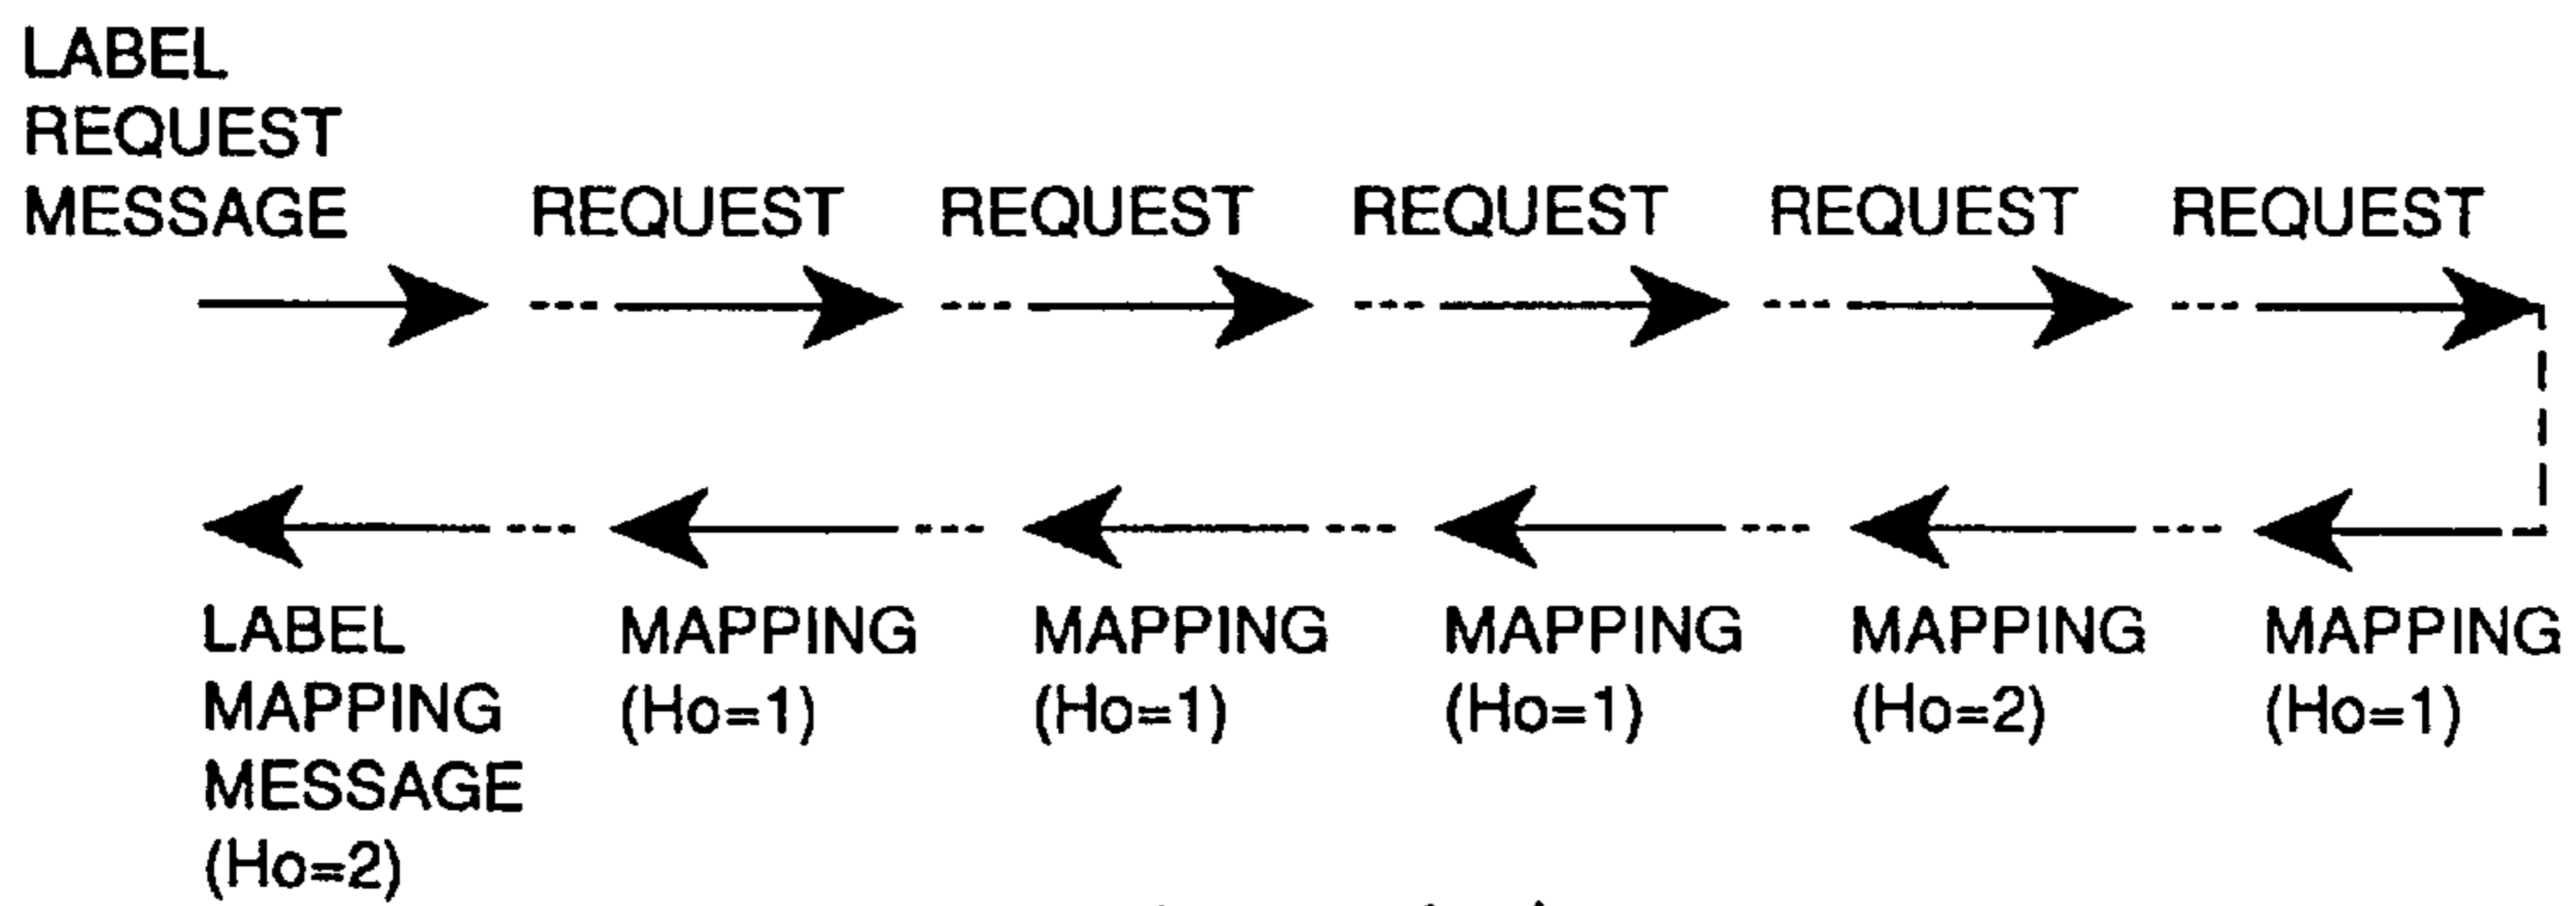 LABEL
REQUEST
MESSAGE REQUEST REQUEST REQUEST REQUEST REQUEST
LABEL MAPPING MAPPING MAPPING MAPPING MAPPING
MAPPING (Ho=1) (Ho=1) (Ho=1) (Ho=2) (Ho=1)
MESSAGE
(Ho=2)